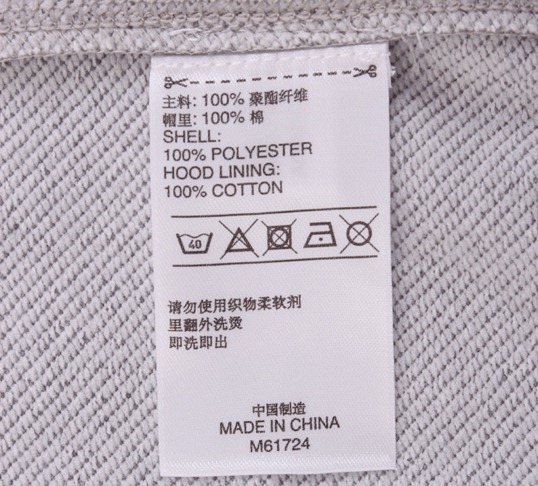 主料: 100% 聚酯纤维
帽里: 100% 棉
SHELL:
100% POLYESTER
HOOD LINING:
100% COTTON
40
请勿使用织物柔软剂
里翻外洗烫
即洗即出
中国制造
MADE IN CHINA
M61724